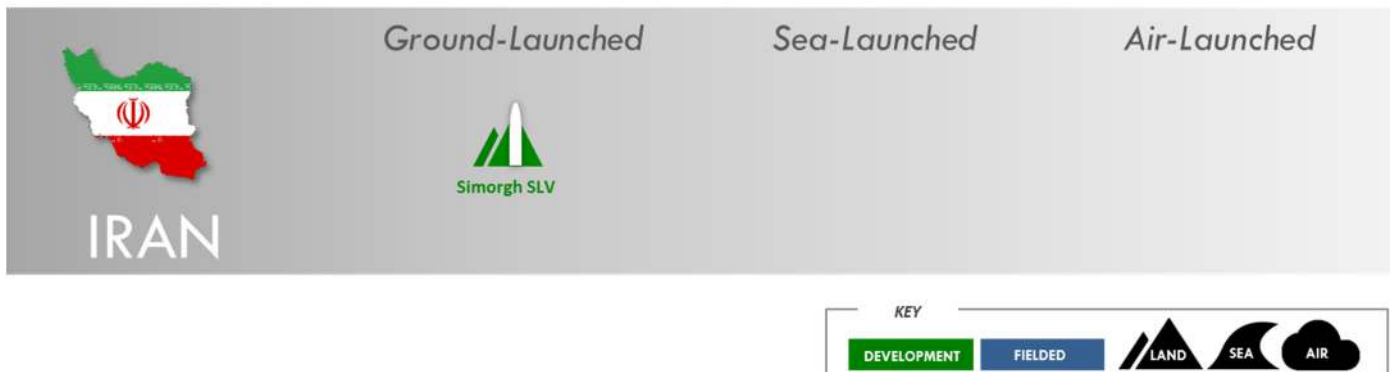 Ground-Launched Sea-Launched Air-Launched
Simorgh SLV
IRAN
KEY
DEVELOPMENT FIELDED LAND SEA AIR